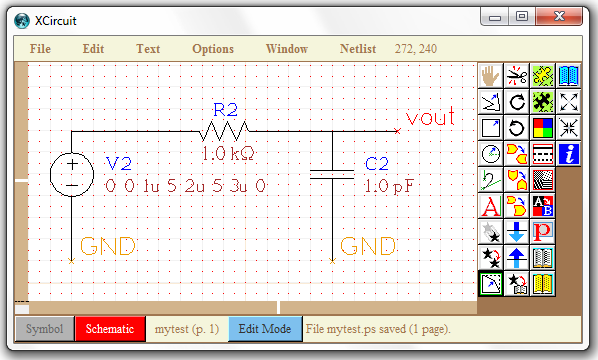 XCircuit
File Edit Text Options Window Netlist 272, 240
R2
vout
1.0 kΩ
V2
C2
0 0 1u 5 2u 5 3u 0
1.0 pF
GND
GND
A
A
B
P
i
Symbol Schematic mytest (p. 1) Edit Mode File mytest.ps saved (1 page).